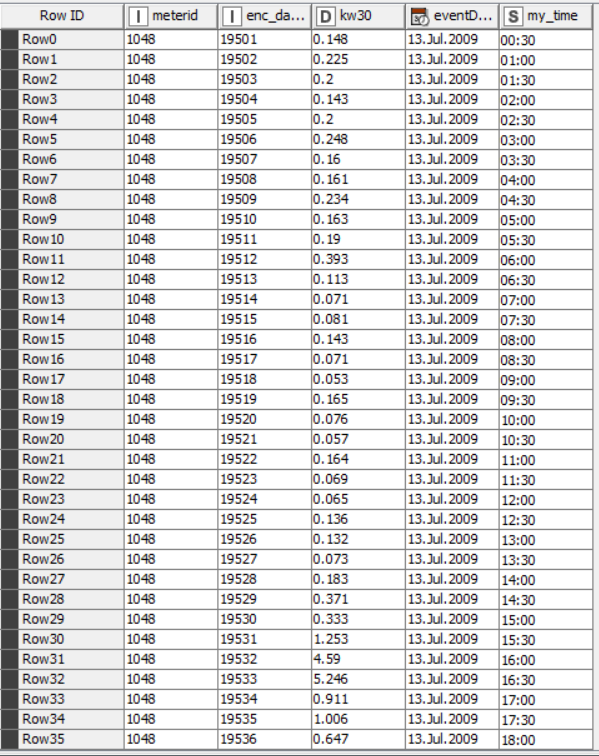 Row ID I meterid I enc_da... D kw30 eventD... S my_time
Row0 1048 19501 0.148 13.Jul.2009 00:30
Row1 1048 19502 0.225 13.Jul.2009 01:00
Row2 1048 19503 0.2 13.Jul.2009 01:30
Row3 1048 19504 0.143 13.Jul.2009 02:00
Row4 1048 19505 0.2 13.Jul.2009 02:30
Row5 1048 19506 0.248 13.Jul.2009 03:00
Row6 1048 19507 0.16 13.Jul.2009 03:30
Row7 1048 19508 0.161 13.Jul.2009 04:00
Row8 1048 19509 0.234 13.Jul.2009 04:30
Row9 1048 19510 0.163 13.Jul.2009 05:00
Row10 1048 19511 0.19 13.Jul.2009 05:30
Row11 1048 19512 0.393 13.Jul.2009 06:00
Row12 1048 19513 0.113 13.Jul.2009 06:30
Row13 1048 19514 0.071 13.Jul.2009 07:00
Row14 1048 19515 0.081 13.Jul.2009 07:30
Row15 1048 19516 0.143 13.Jul.2009 08:00
Row16 1048 19517 0.071 13.Jul.2009 08:30
Row17 1048 19518 0.053 13.Jul.2009 09:00
Row18 1048 19519 0.165 13.Jul.2009 09:30
Row19 1048 19520 0.076 13.Jul.2009 10:00
Row20 1048 19521 0.057 13.Jul.2009 10:30
Row21 1048 19522 0.164 13.Jul.2009 11:00
Row22 1048 19523 0.069 13.Jul.2009 11:30
Row23 1048 19524 0.065 13.Jul.2009 12:00
Row24 1048 19525 0.136 13.Jul.2009 12:30
Row25 1048 19526 0.132 13.Jul.2009 13:00
Row26 1048 19527 0.073 13.Jul.2009 13:30
Row27 1048 19528 0.183 13.Jul.2009 14:00
Row28 1048 19529 0.371 13.Jul.2009 14:30
Row29 1048 19530 0.333 13.Jul.2009 15:00
Row30 1048 19531 1.253 13.Jul.2009 15:30
Row31 1048 19532 4.59 13.Jul.2009 16:00
Row32 1048 19533 5.246 13.Jul.2009 16:30
Row33 1048 19534 0.911 13.Jul.2009 17:00
Row34 1048 19535 1.006 13.Jul.2009 17:30
Row35 1048 19536 0.647 13.Jul.2009 18:00